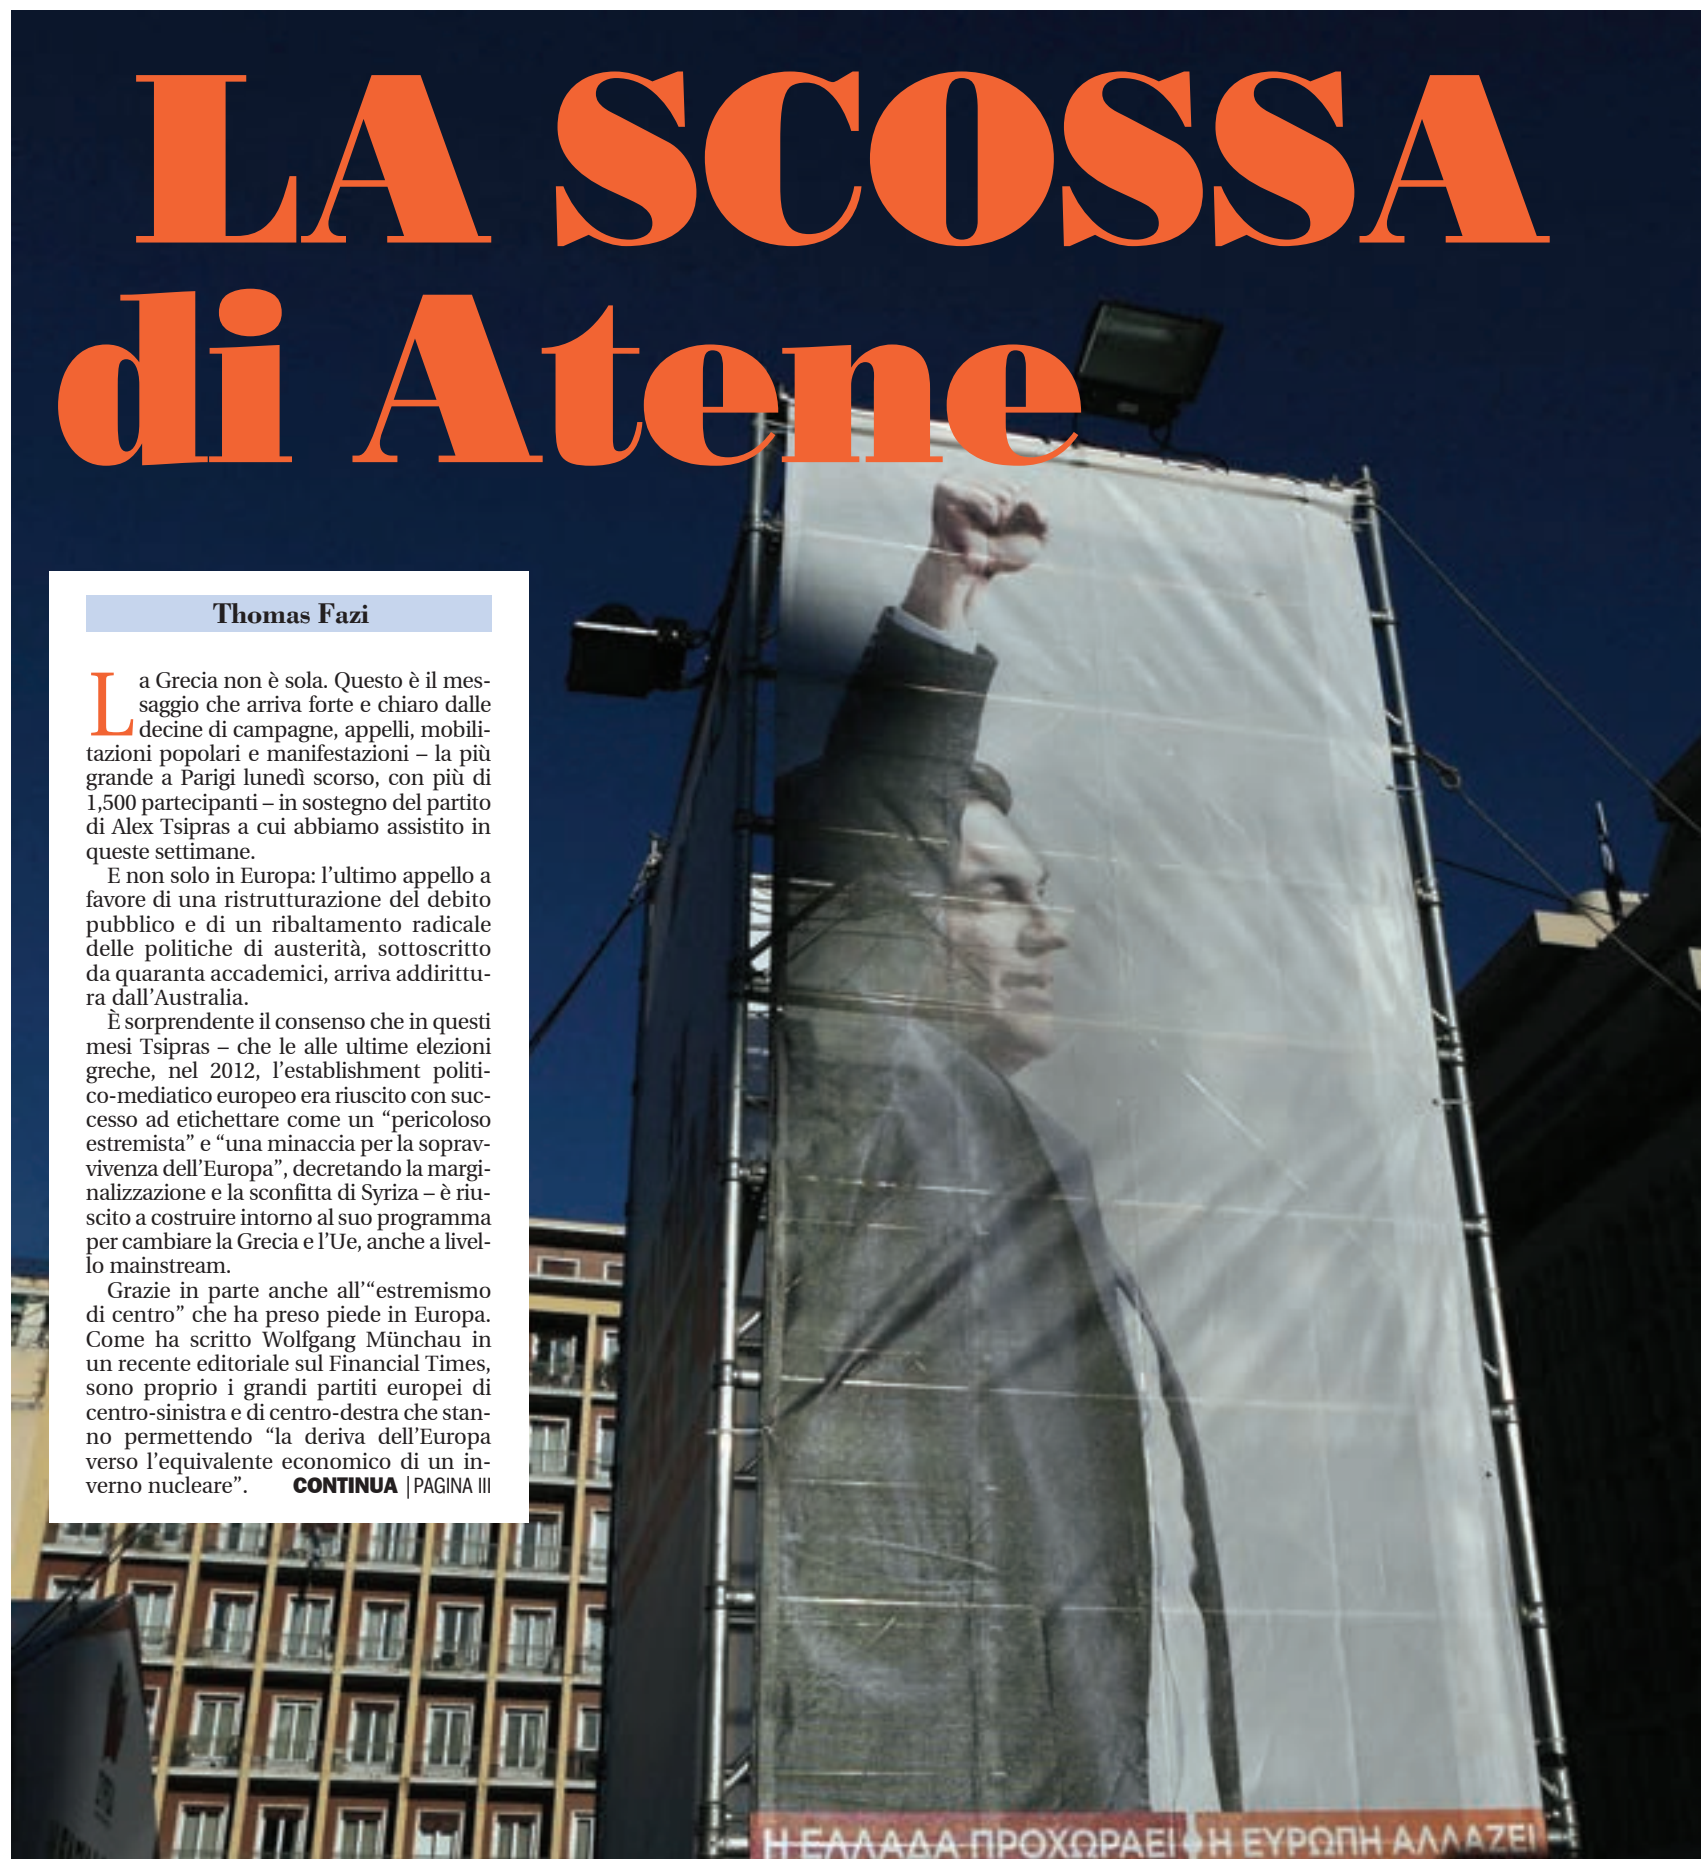 LA SCOSSA
di Atene
Thomas Fazi
La Grecia non è sola. Questo è il mes-
saggio che arriva forte e chiaro dalle
decine di campagne, appelli, mobili-
tazioni popolari e manifestazioni – la più
grande a Parigi lunedì scorso, con più di
1,500 partecipanti – in sostegno del partito
di Alex Tsipras a cui abbiamo assistito in
queste settimane.
E non solo in Europa: l’ultimo appello a
favore di una ristrutturazione del debito
pubblico e di un ribaltamento radicale
delle politiche di austerità, sottoscritto
da quaranta accademici, arriva addirittu-
ra dall’Australia.
È sorprendente il consenso che in questi
mesi Tsipras – che le alle ultime elezioni
greche, nel 2012, l’establishment politi-
co-mediatico europeo era riuscito con suc-
cesso ad etichettare come un “pericoloso
estremista” e “una minaccia per la soprav-
vivenza dell’Europa”, decretando la margi-
nalizzazione e la sconfitta di Syriza – è riu-
scito a costruire intorno al suo programma
per cambiare la Grecia e l’Ue, anche a livel-
lo mainstream.
Grazie in parte anche all’“estremismo
di centro” che ha preso piede in Europa.
Come ha scritto Wolfgang Münchau in
un recente editoriale sul Financial Times,
sono proprio i grandi partiti europei di
centro-sinistra e di centro-destra che stan-
no permettendo “la deriva dell’Europa
verso l’equivalente economico di un in-
verno nucleare”. CONTINUA |PAGINA III
Η ΕΛΛΑΔΑ ΠΡΟΧΩΡΑΕΙ Η ΕΥΡΩΠΗ ΑΛΛΑΖΕΙ